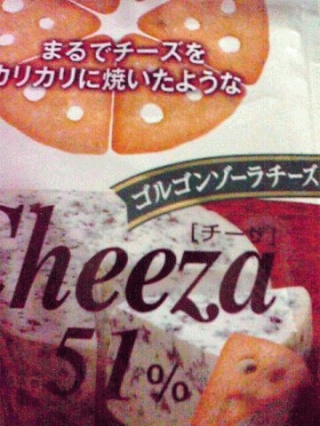 まるでチーズを
カリカリに焼いたような
ゴルゴンゾーラチーズ
[チーザ]
Cheeza
51%